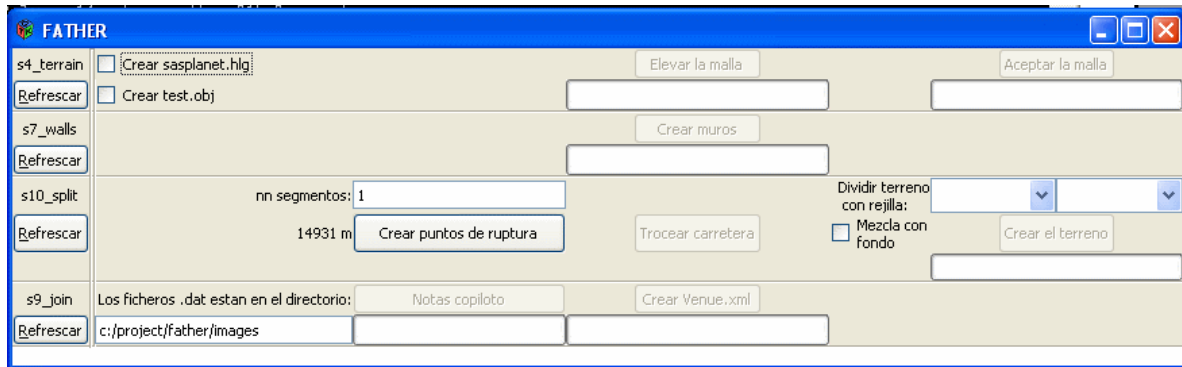 FATHER
s4_terrain Crear sasplanet.hlg Elevar la malla Aceptar la malla
Refrescar Crear test.obj
s7_walls Crear muros
Refrescar
s10_split nn segmentos: 1 Dividir terreno
con rejilla:
Refrescar 14931 m Crear puntos de ruptura Trocear carretera Mezcla con
fondo Crear el terreno
s9_join Los ficheros .dat estan en el directorio: Notas copiloto Crear Venue.xml
Refrescar c:/project/father/images